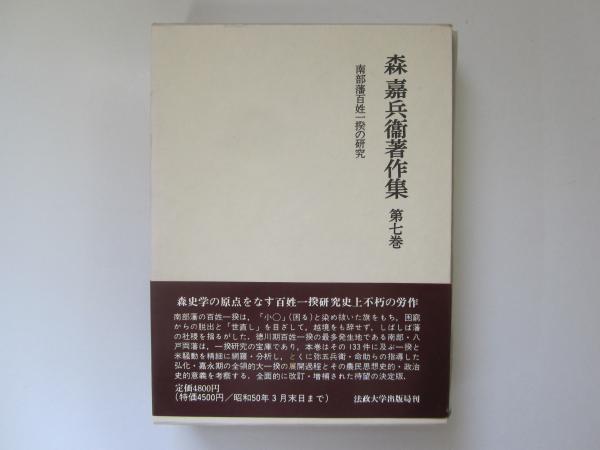 森 嘉兵衞著作集 第七巻
南部藩百姓一揆の研究
森史学の原点をなす百姓一揆研究史上不朽の労作
南部藩の百姓一揆は，「小○」(困る)と染め抜いた旗をもち，困窮
からの脱出と「世直し」を目ざして，越境をも辞せず，しばしば藩
の社稷を揺るがした．徳川期百姓一揆の最多発生地である南部・八
戸両藩は，一揆研究の宝庫であり，本巻はその133件に及ぶ一揆と
米騒動を精細に網羅・分析し，とくに弥五兵衛・命助らの指導した
弘化・嘉永期の全領的大一揆の展開過程とその農民思想史的・政治
史的意義を考察する．全面的に改訂・増補された待望の決定版．
定価4800円
(特価4500円／昭和50年3月末日まで) 法政大学出版局刊